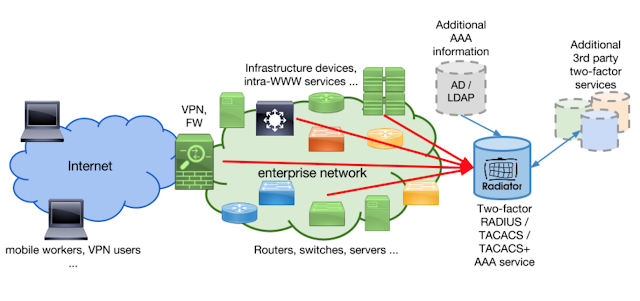 Additional
AAA
information
Additional
3rd party
two-factor
services
Infrastructure devices,
intra-WWW services ...
AD /
LDAP
VPN,
FW
Internet
enterprise network
Radiator
Two-factor
RADIUS /
TACACS /
TACACS+
AAA service
mobile workers, VPN users
...
Routers, switches, servers ...